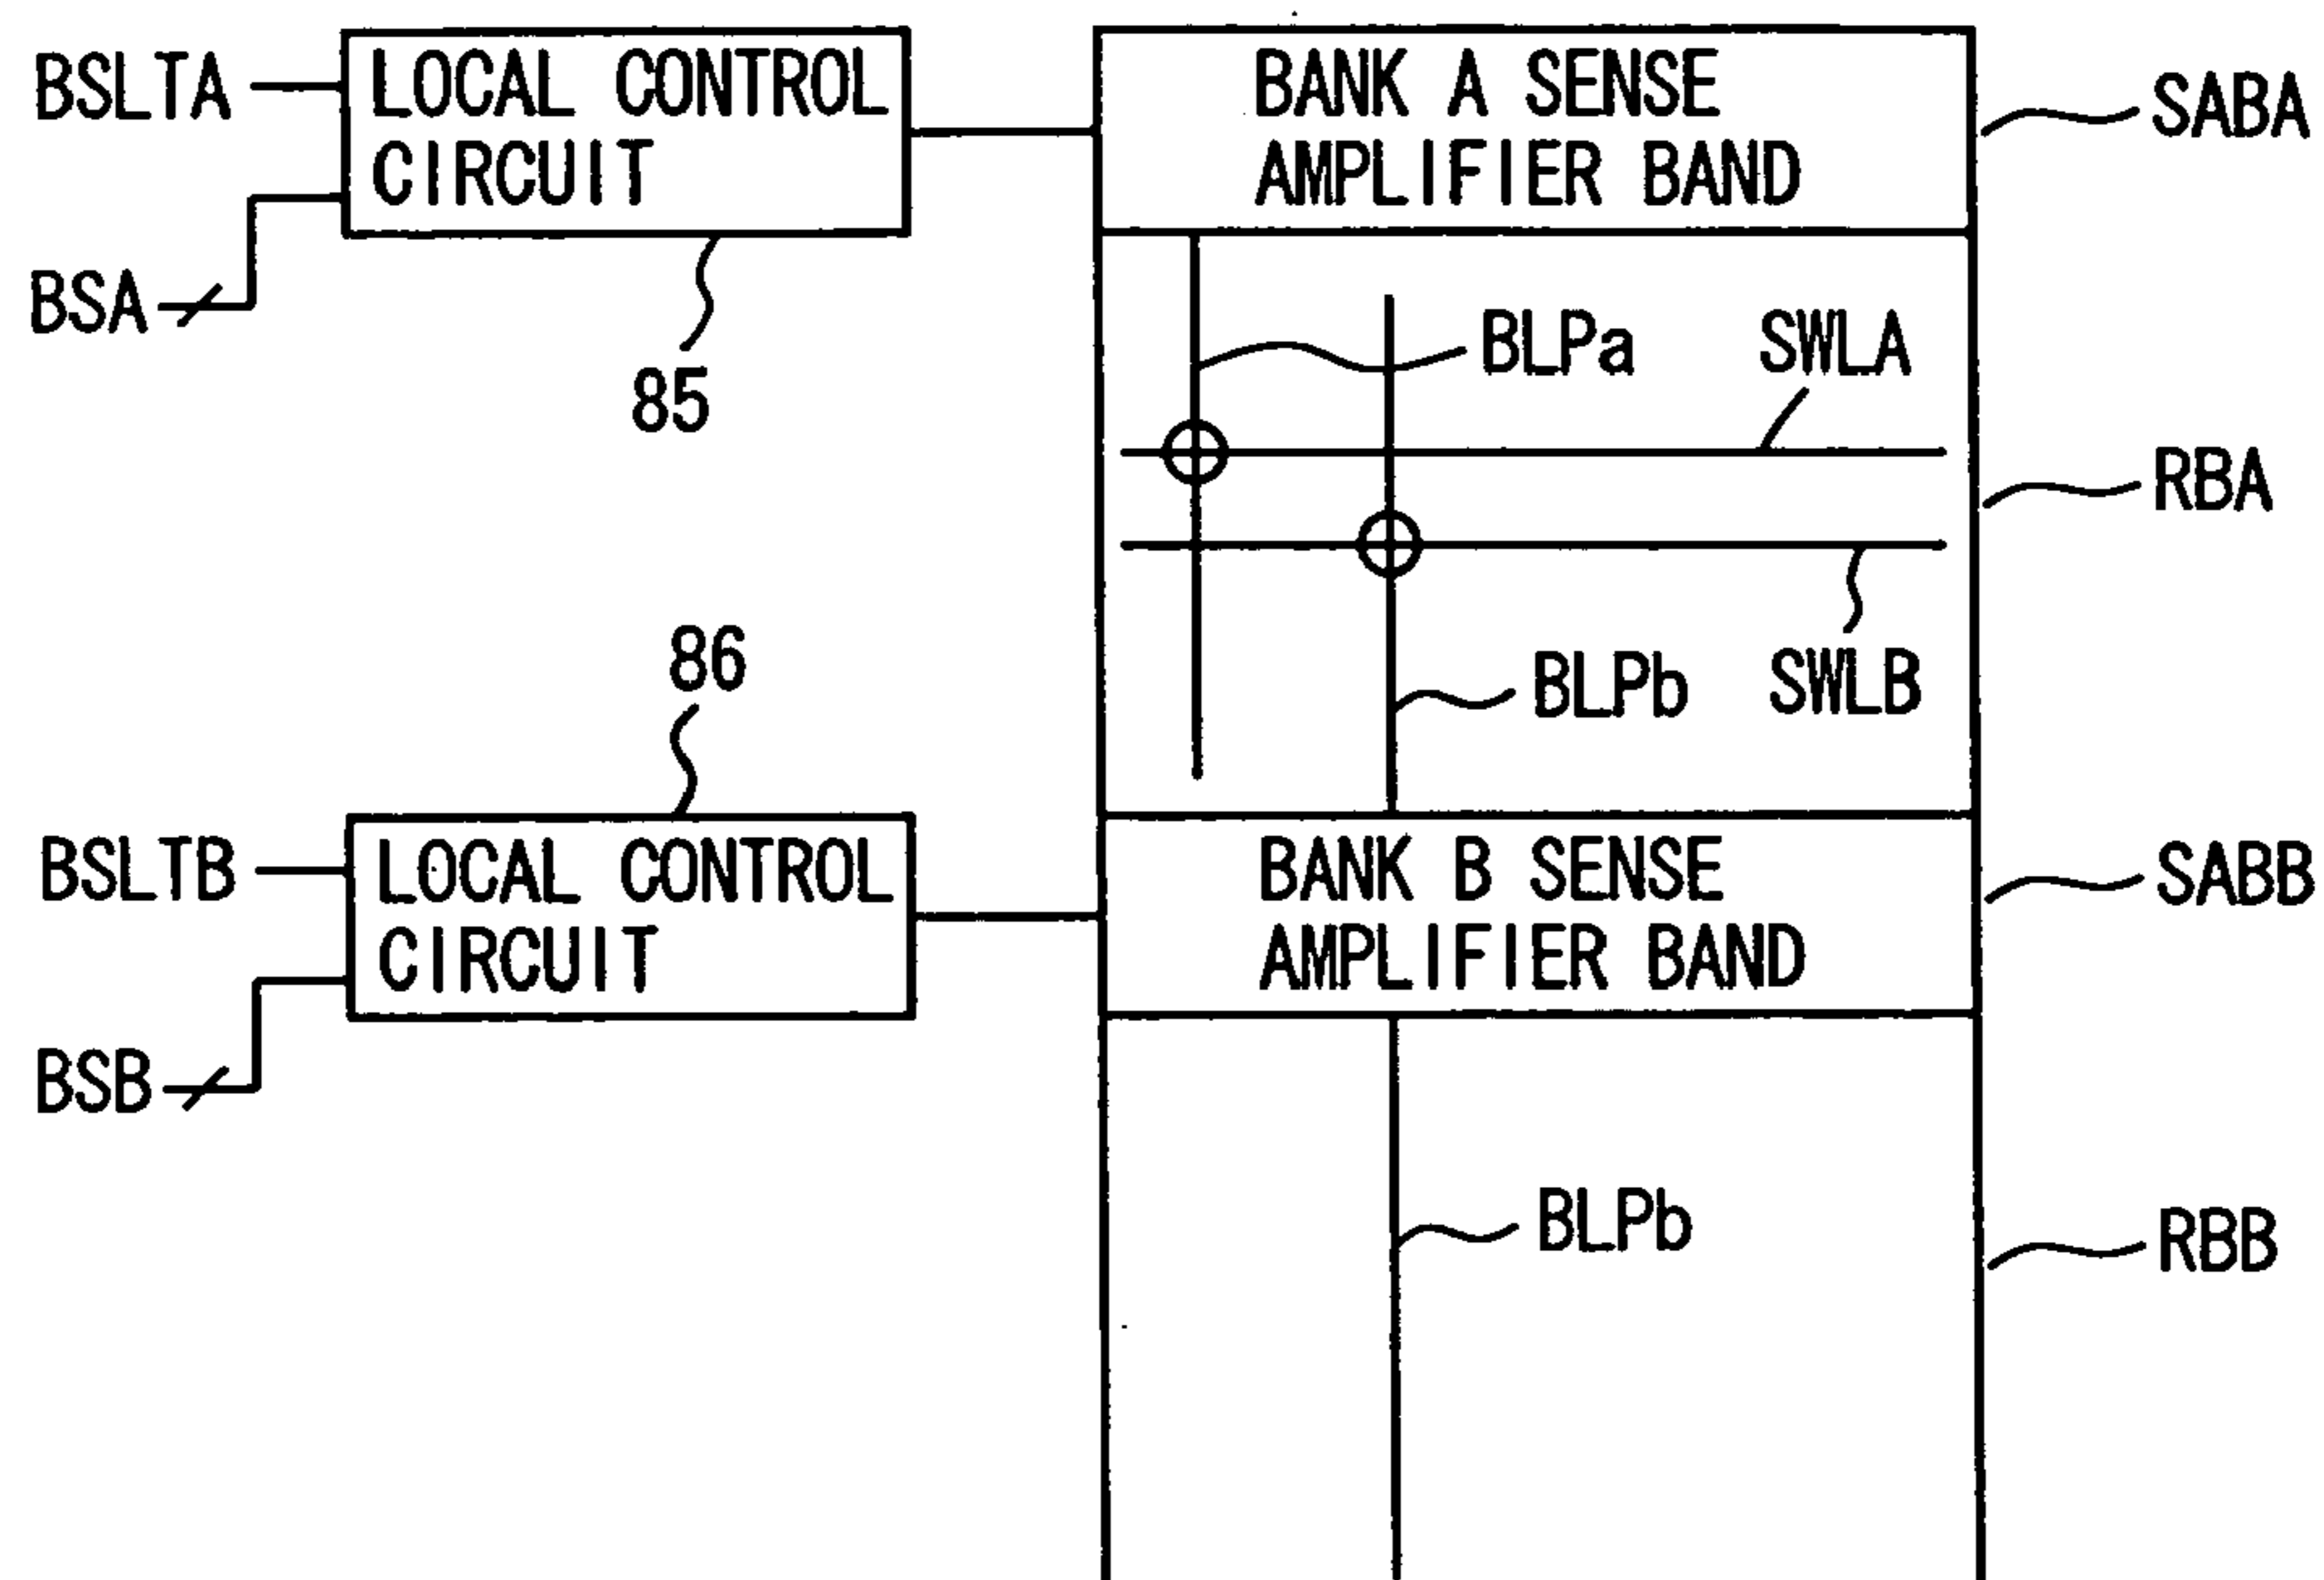 BSLTA
LOCAL CONTROL
CIRCUIT
BANK A SENSE
AMPLIFIER BAND
SABA
BSA
85
BLPa
SWLA
RBA
86
BLPb
SWLB
BSLTB
LOCAL CONTROL
CIRCUIT
BANK B SENSE
AMPLIFIER BAND
SABB
BSB
BLPb
RBB